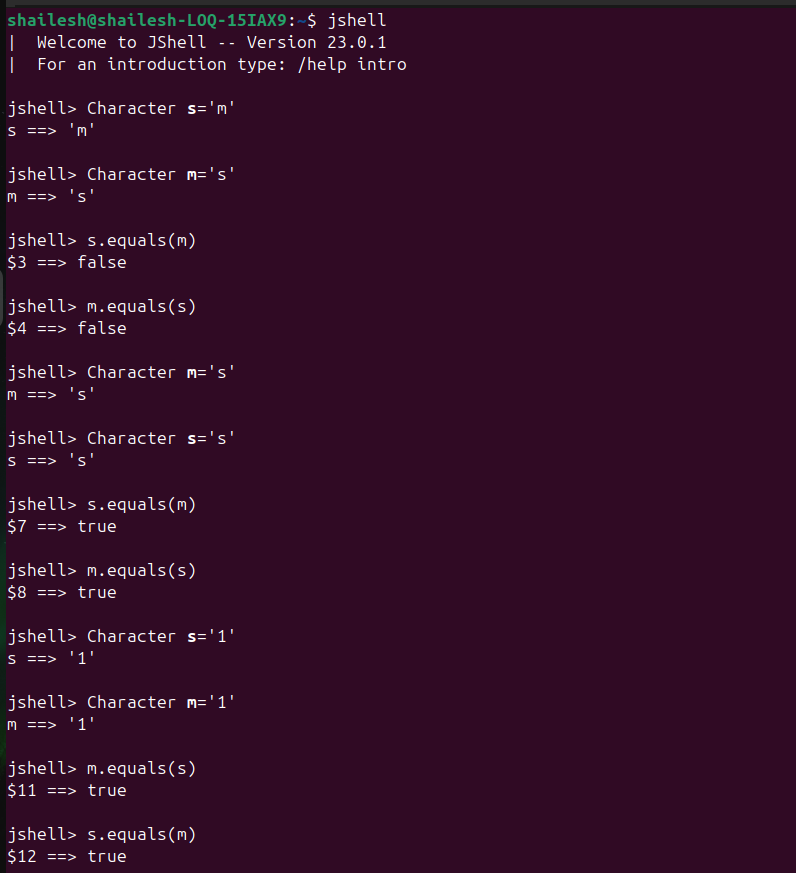 shailesh@shailesh-LOQ-15IAX9:~$ jshell
|  Welcome to JShell -- Version 23.0.1
|  For an introduction type: /help intro
jshell> Character s='m'
s ==> 'm'
jshell> Character m='s'
m ==> 's'
jshell> s.equals(m)
$3 ==> false
jshell> m.equals(s)
$4 ==> false
jshell> Character m='s'
m ==> 's'
jshell> Character s='s'
s ==> 's'
jshell> s.equals(m)
$7 ==> true
jshell> m.equals(s)
$8 ==> true
jshell> Character s='1'
s ==> '1'
jshell> Character m='1'
m ==> '1'
jshell> m.equals(s)
$11 ==> true
jshell> s.equals(m)
$12 ==> true